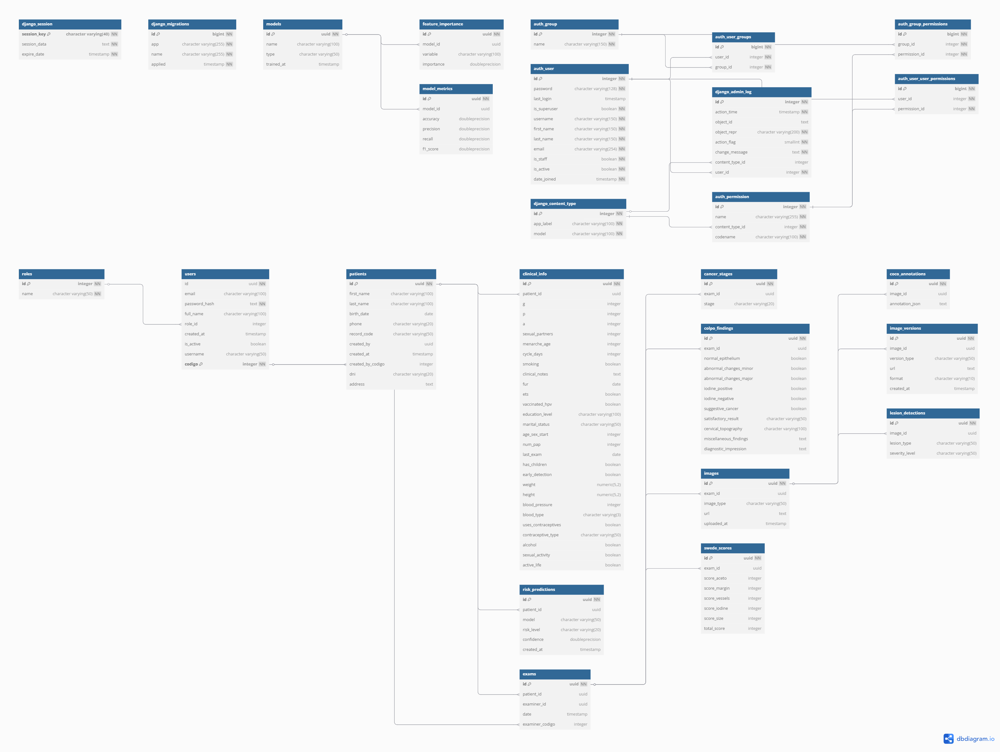 django_session
session_key character varying(40) NN
session_data text NN
expire_date timestamp NN
django_migrations
id bigint NN
app character varying(255) NN
name character varying(255) NN
applied timestamp NN
models
id uuid NN
name character varying(100)
type character varying(50)
trained_at timestamp
feature_importance
id uuid NN
model_id uuid
variable character varying(100)
importance doubleprecision
model_metrics
id uuid NN
model_id uuid
accuracy doubleprecision
precision doubleprecision
recall doubleprecision
f1_score doubleprecision
auth_group
id integer NN
name character varying(150) NN
auth_user
id integer NN
password character varying(128) NN
last_login timestamp
is_superuser boolean NN
username character varying(150) NN
first_name character varying(150) NN
last_name character varying(150) NN
email character varying(254) NN
is_staff boolean NN
is_active boolean NN
date_joined timestamp NN
django_content_type
id integer NN
app_label character varying(100) NN
model character varying(100) NN
auth_user_groups
id bigint NN
user_id integer NN
group_id integer NN
django_admin_log
id integer NN
action_time timestamp NN
object_id text
object_repr character varying(200) NN
action_flag smallint NN
change_message text NN
content_type_id integer
user_id integer NN
auth_permission
id integer NN
name character varying(255) NN
content_type_id integer NN
codename character varying(100) NN
auth_group_permissions
id bigint NN
group_id integer NN
permission_id integer NN
auth_user_user_permissions
id bigint NN
user_id integer NN
permission_id integer NN
roles
id integer NN
name character varying(50) NN
users
id uuid NN
email character varying(100)
password_hash text NN
full_name character varying(100)
role_id integer
created_at timestamp
is_active boolean
username character varying(50)
codigo integer NN
patients
id uuid NN
first_name character varying(100)
last_name character varying(100)
birth_date date
phone character varying(20)
record_code character varying(50)
created_by uuid
created_at timestamp
created_by_codigo integer
dni character varying(20)
address text
clinical_info
id uuid NN
patient_id uuid
g integer
p integer
a integer
sexual_partners integer
menarche_age integer
cycle_days integer
smoking boolean
clinical_notes text
fur date
ets boolean
vaccinated_hpv boolean
education_level character varying(100)
marital_status character varying(50)
age_sex_start integer
num_pap integer
last_exam date
has_children boolean
early_detection boolean
weight numeric(5,2)
height numeric(5,2)
blood_pressure integer
blood_type character varying(3)
uses_contraceptives boolean
contraceptive_type character varying(50)
alcohol boolean
sexual_activity boolean
active_life boolean
risk_predictions
id uuid NN
patient_id uuid
model character varying(50)
risk_level character varying(20)
confidence doubleprecision
created_at timestamp
exams
id uuid NN
patient_id uuid
examiner_id uuid
date timestamp
examiner_codigo integer
cancer_stages
id uuid NN
exam_id uuid
stage character varying(20)
colpo_findings
id uuid NN
exam_id uuid
normal_epithelium boolean
abnormal_changes_minor boolean
abnormal_changes_major boolean
iodine_positive boolean
iodine_negative boolean
suggestive_cancer boolean
satisfactory_result character varying(50)
cervical_topography character varying(100)
miscellaneous_findings text
diagnostic_impression text
images
id uuid NN
exam_id uuid
image_type character varying(50)
url text
uploaded_at timestamp
swede_scores
id uuid NN
exam_id uuid
score_aceto integer
score_margin integer
score_vessels integer
score_iodine integer
score_size integer
total_score integer
coco_annotations
id uuid NN
image_id uuid
annotation_json text
image_versions
id uuid NN
image_id uuid
version_type character varying(50)
url text
format character varying(10)
created_at timestamp
lesion_detections
id uuid NN
image_id uuid
lesion_type character varying(50)
severity_level character varying(50)
dbdiagram.io